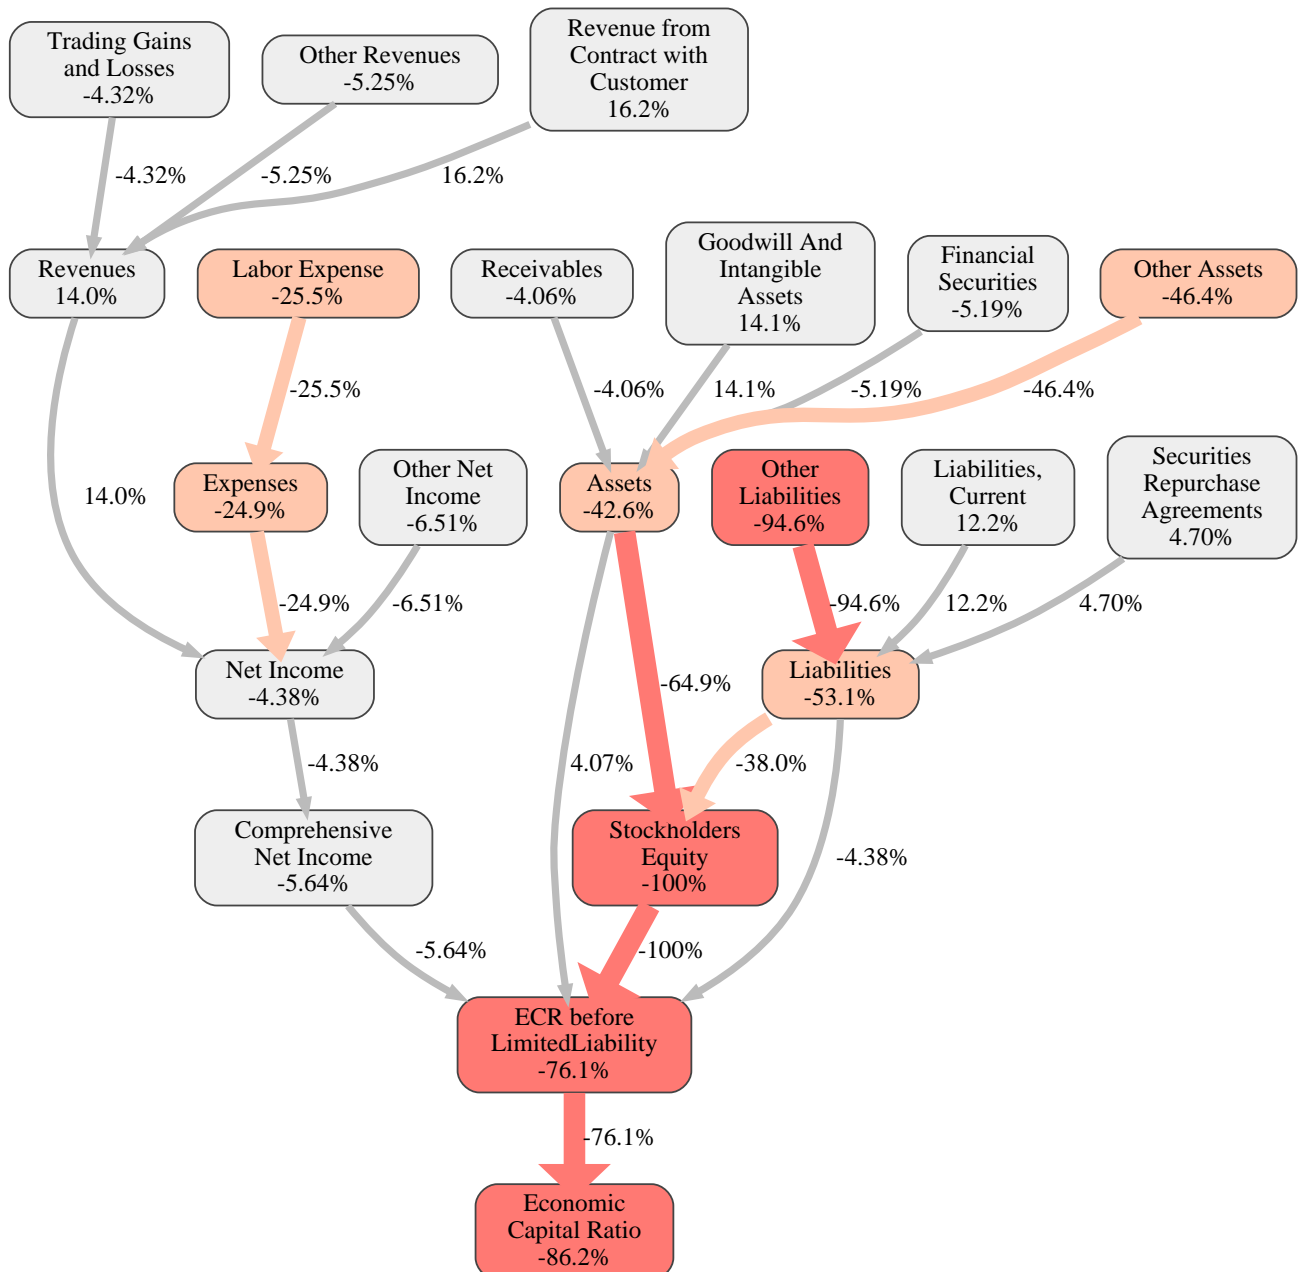 Trading Gains
and Losses
-4.32%
Other Revenues
-5.25%
Revenue from
Contract with
Customer
16.2%
-4.32%
-5.25%
16.2%
Revenues
14.0%
Labor Expense
-25.5%
Receivables
-4.06%
Goodwill And
Intangible
Assets
14.1%
Financial
Securities
-5.19%
Other Assets
-46.4%
-25.5%
-4.06%
14.1%
-5.19%
-46.4%
14.0%
Expenses
-24.9%
Other Net
Income
-6.51%
Assets
-42.6%
Other
Liabilities
-94.6%
Liabilities,
Current
12.2%
Securities
Repurchase
Agreements
4.70%
-24.9%
-6.51%
-94.6%
12.2%
4.70%
Net Income
-4.38%
-64.9%
Liabilities
-53.1%
-4.38%
4.07%
-38.0%
Comprehensive
Net Income
-5.64%
Stockholders
Equity
-100%
-4.38%
-5.64%
-100%
ECR before
LimitedLiability
-76.1%
-76.1%
Economic
Capital Ratio
-86.2%